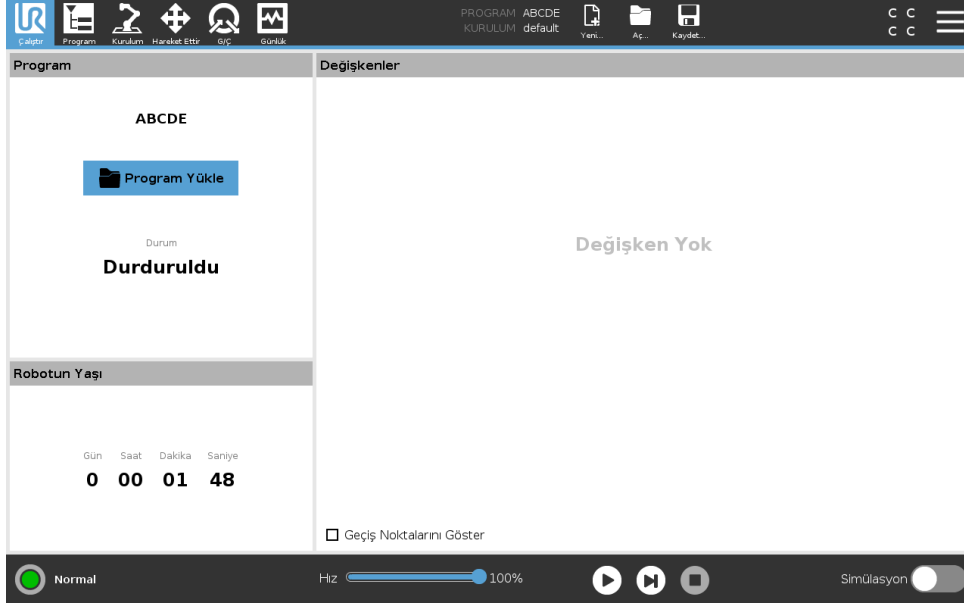 UR
Çalıştır
Program
Kurulum
Hareket Ettir
G/Ç
Günlük
PROGRAM ABCDE
KURULUM default
Yeni...
Aç...
Kaydet...
C C
C C
Program
ABCDE
Program Yükle
Durum
Durduruldu
Robotun Yaşı
Gün Saat Dakika Saniye
0 00 01 48
Değişkenler
Değişken Yok
Geçiş Noktalarını Göster
Normal
Hız 100%
Simülasyon